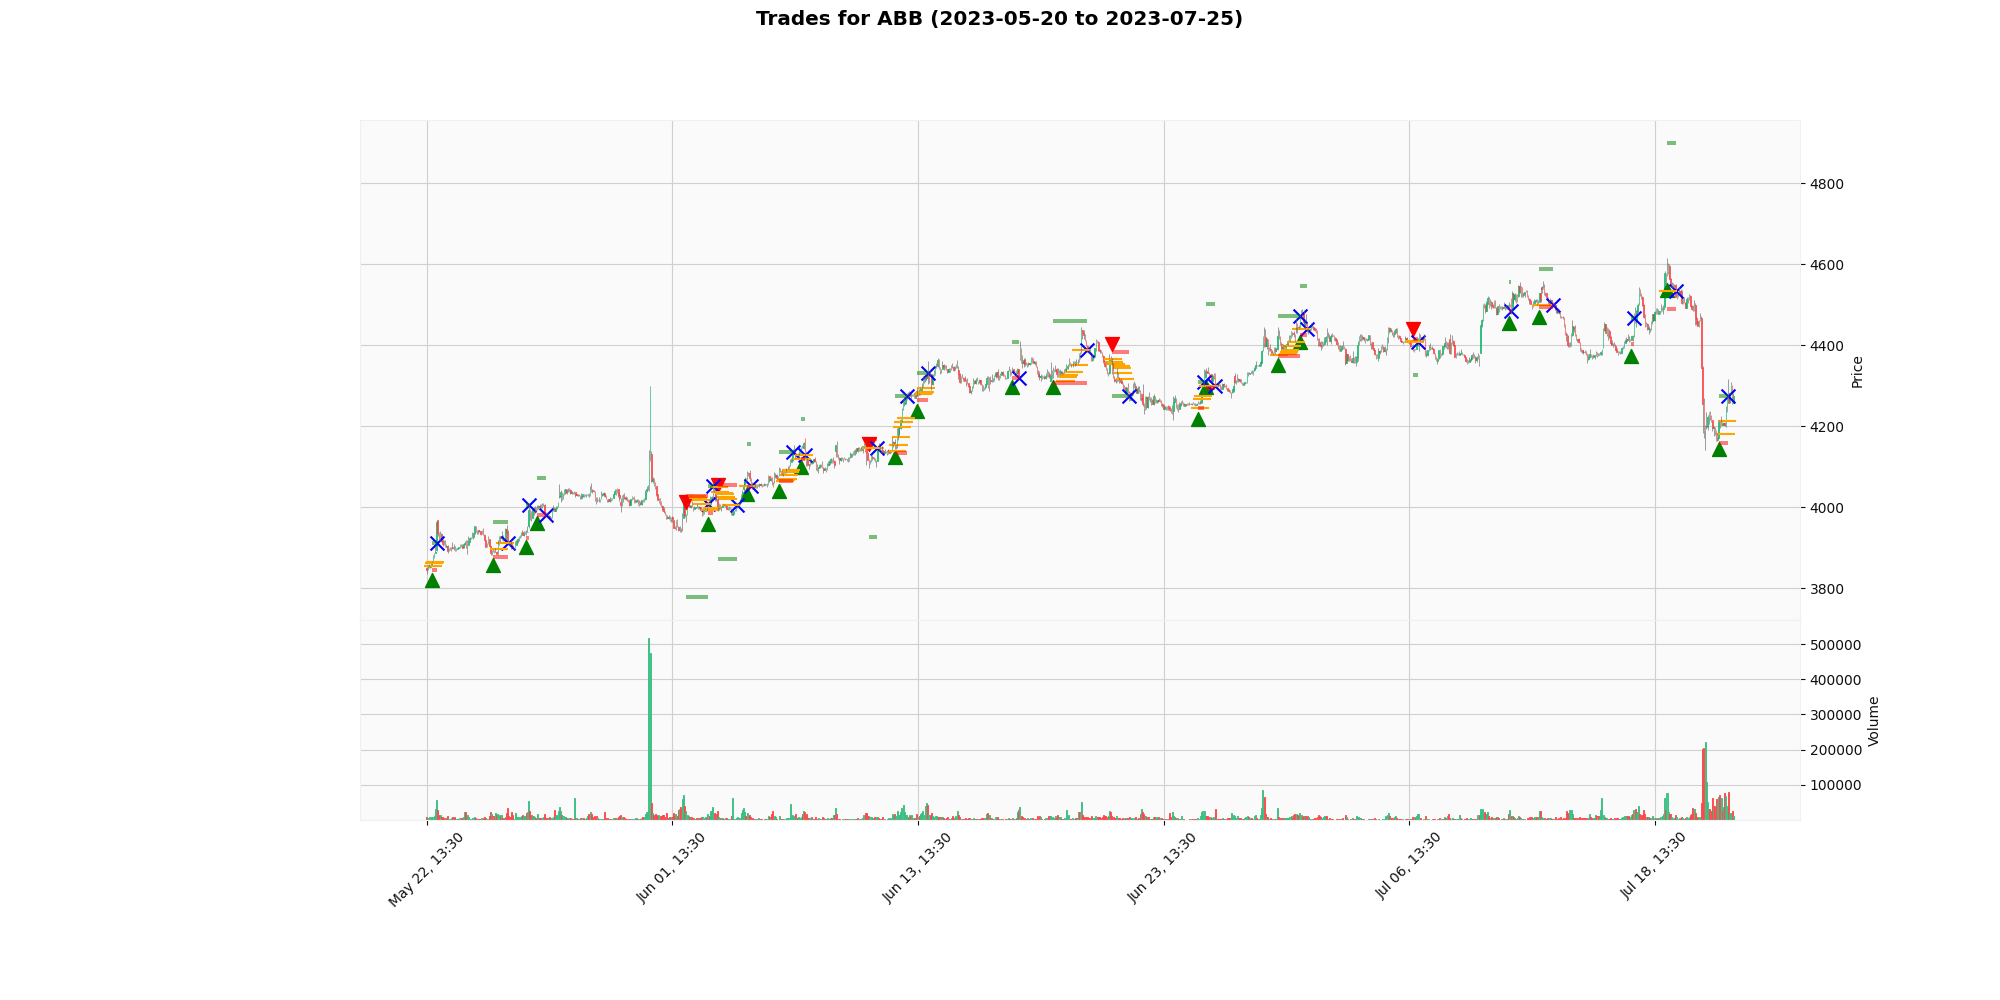 Trades for ABB (2023-05-20 to 2023-07-25)
4800
4600
4400
4200
4000
3800
Price
500000
400000
300000
200000
100000
Volume
May 22, 13:30
Jun 01, 13:30
Jun 13, 13:30
Jun 23, 13:30
Jul 06, 13:30
Jul 18, 13:30